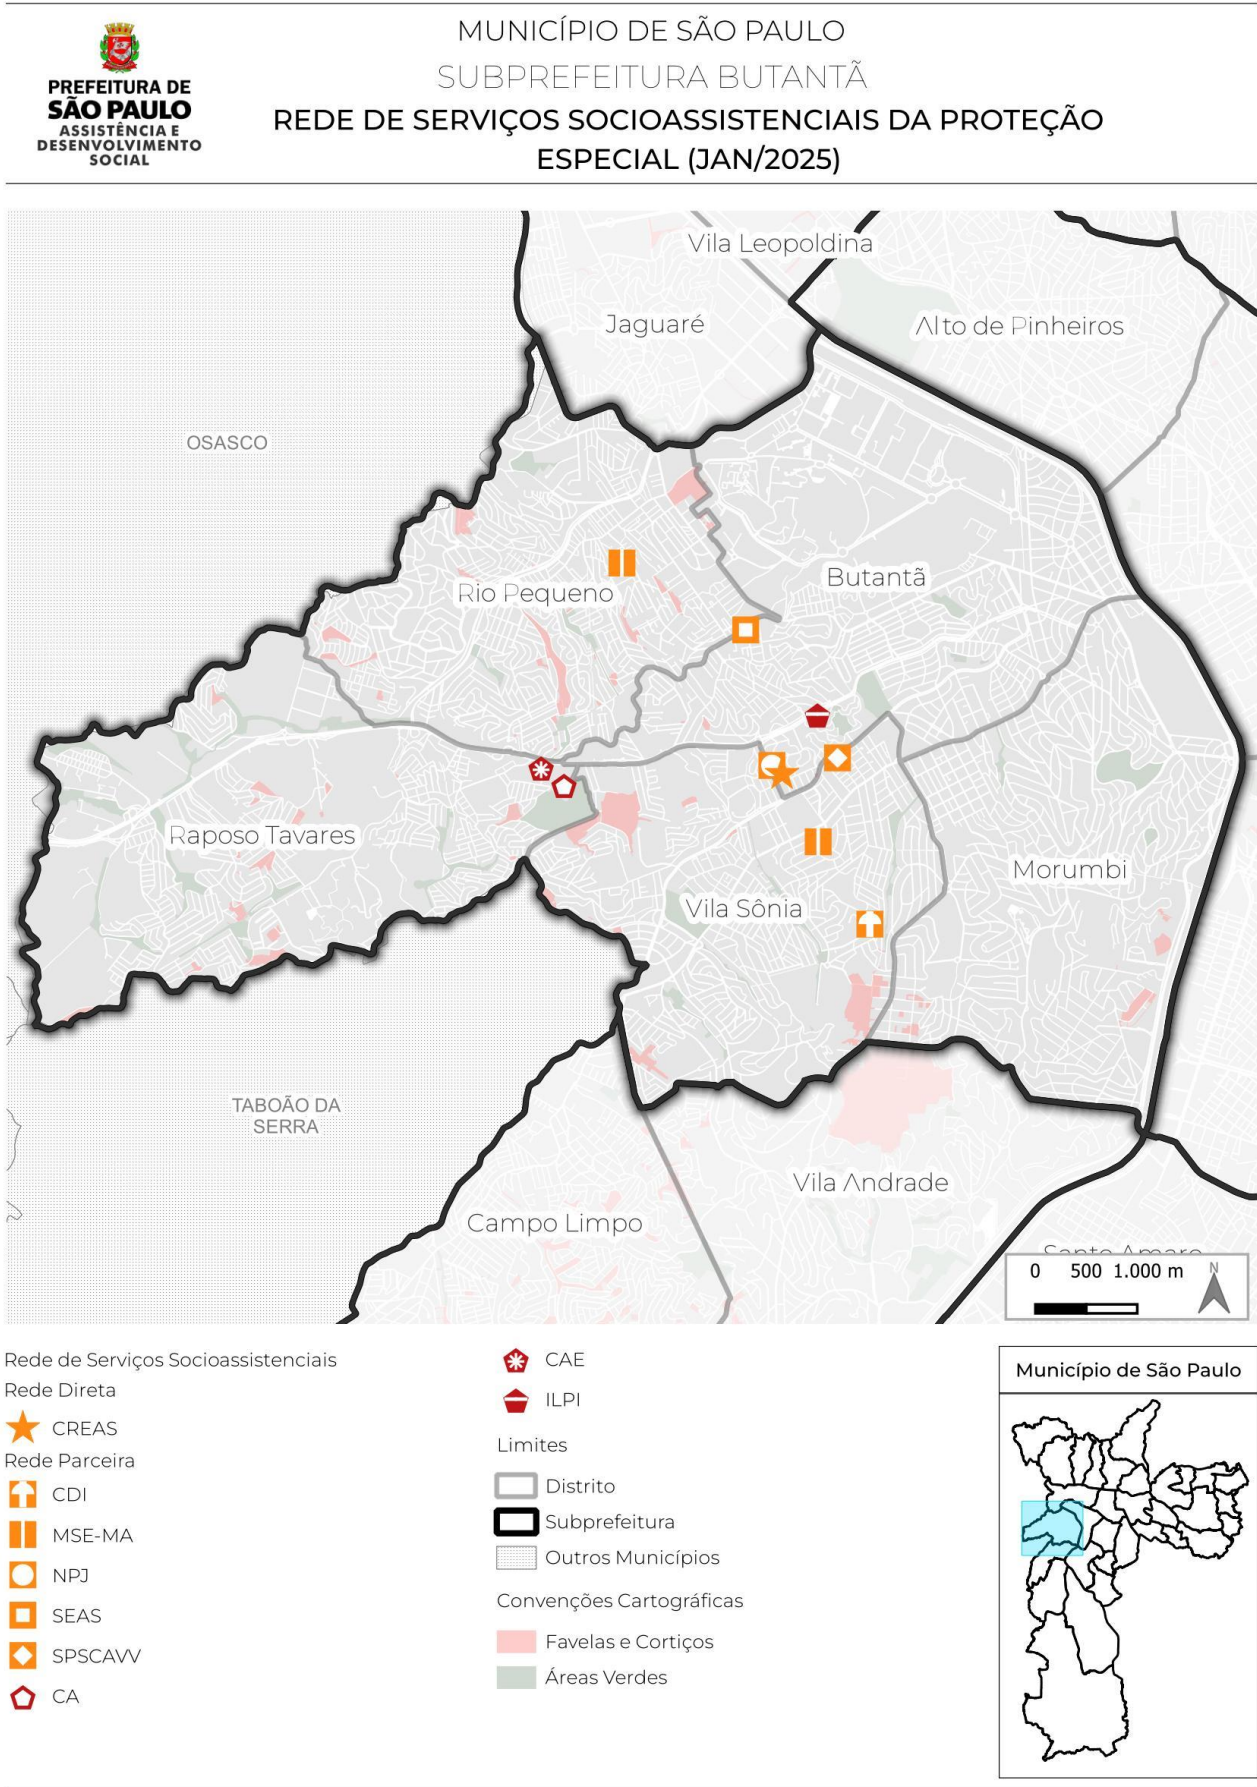 PREFEITURA DE
SÃO PAULO
ASSISTÊNCIA E
DESENVOLVIMENTO
SOCIAL
MUNICÍPIO DE SÃO PAULO
SUBPREFEITURA BUTANTÃ
REDE DE SERVIÇOS SOCIOASSISTENCIAIS DA PROTEÇÃO
ESPECIAL (JAN/2025)
Vila Leopoldina
Jaguaré
Alto de Pinheiros
OSASCO
Butantã
Rio Pequeno
Raposo Tavares
Morumbi
Vila Sônia
TABOÃO DA
SERRA
Vila Andrade
Campo Limpo
Santo Amaro
0 500 1.000 m
N
Rede de Serviços Socioassistenciais
Rede Direta
CREAS
Rede Parceira
CDI
MSE-MA
NPJ
SEAS
SPSCAVV
CA
CAE
ILPI
Limites
Distrito
Subprefeitura
Outros Municípios
Convenções Cartográficas
Favelas e Cortiços
Áreas Verdes
Município de São Paulo